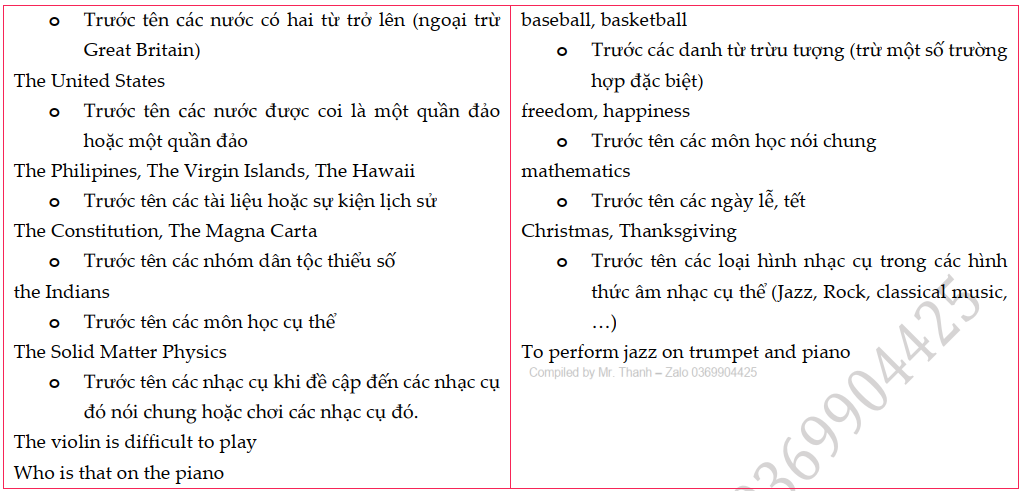 o Trước tên các nước có hai từ trở lên (ngoại trừ
Great Britain)
The United States
o Trước tên các nước được coi là một quần đảo
hoặc một quần đảo
The Philipines, The Virgin Islands, The Hawaii
o Trước tên các tài liệu hoặc sự kiện lịch sử
The Constitution, The Magna Carta
o Trước tên các nhóm dân tộc thiểu số
the Indians
o Trước tên các môn học cụ thể
The Solid Matter Physics
o Trước tên các nhạc cụ khi đề cập đến các nhạc cụ
đó nói chung hoặc chơi các nhạc cụ đó.
The violin is difficult to play
Who is that on the piano
baseball, basketball
o Trước các danh từ trừu tượng (trừ một số trường
hợp đặc biệt)
freedom, happiness
o Trước tên các môn học nói chung
mathematics
o Trước tên các ngày lễ, tết
Christmas, Thanksgiving
o Trước tên các loại hình nhạc cụ trong các hình
thức âm nhạc cụ thể (Jazz, Rock, classical music,
…)
To perform jazz on trumpet and piano
Compiled by Mr. Thanh – Zalo 0369904425
0369904425